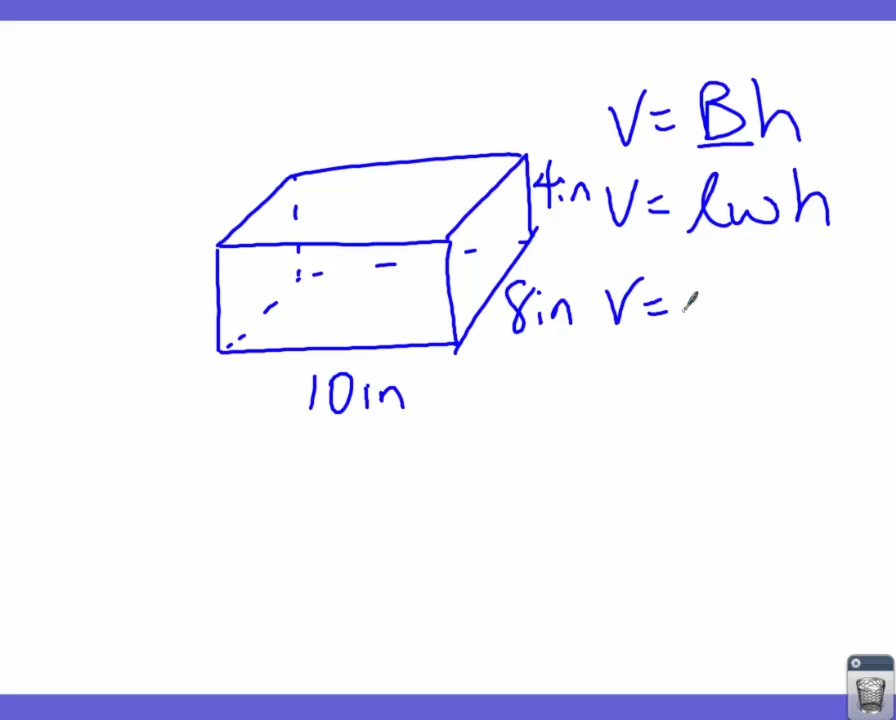 V = Bh
4in
V = lwh
8in
V =
10in